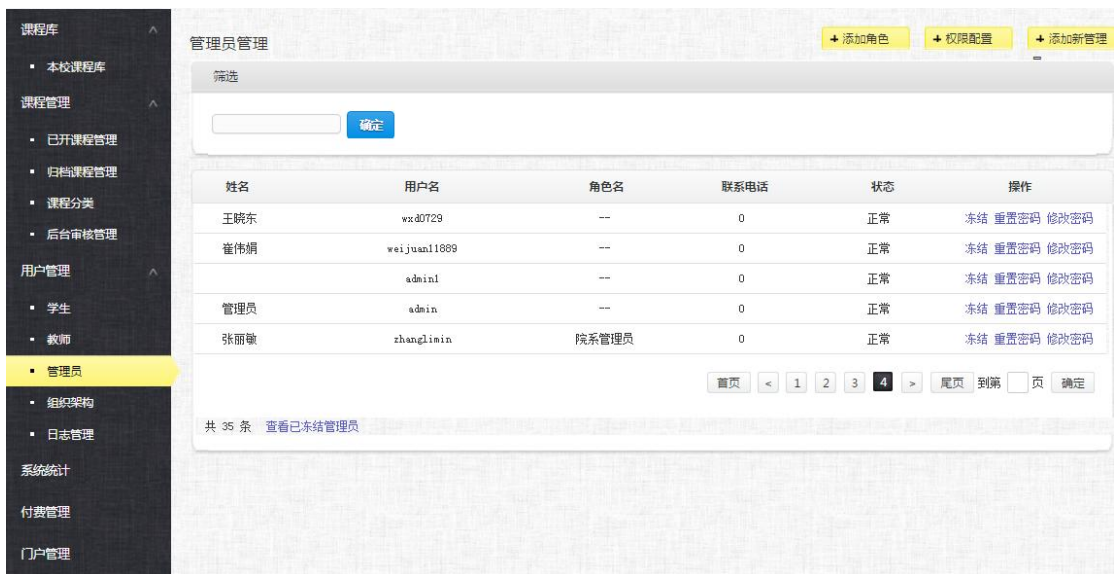 课程库
本校课程库
课程管理
已开课程管理
归档课程管理
课程分类
后台审核管理
用户管理
学生
教师
管理员
组织架构
日志管理
系统统计
付费管理
门户管理
管理员管理
+ 添加角色 + 权限配置 + 添加新管理
筛选
确定
姓名 用户名 角色名 联系电话 状态 操作
王晓东 wxd0729 -- 0 正常 冻结 重置密码 修改密码
崔伟娟 weijuan11889 -- 0 正常 冻结 重置密码 修改密码
admin1 -- 0 正常 冻结 重置密码 修改密码
管理员 admin -- 0 正常 冻结 重置密码 修改密码
张丽敏 zhanglimin 院系管理员 0 正常 冻结 重置密码 修改密码
首页 < 1 2 3 4 > 尾页 到第 页 确定
共 35 条 查看已冻结管理员